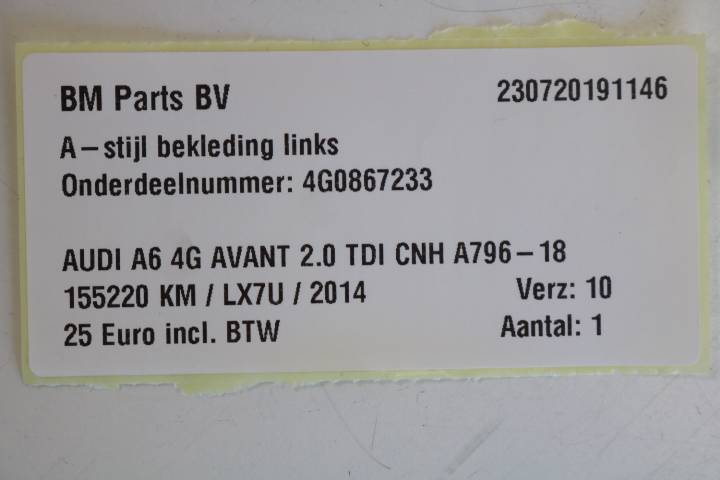 BM Parts BV 230720191146
A-stijl bekleding links
Onderdeelnummer: 4G0867233
AUDI A6 4G AVANT 2.0 TDI CNH A796-18
155220 KM / LX7U / 2014 Verz: 10
25 Euro incl. BTW Aantal: 1